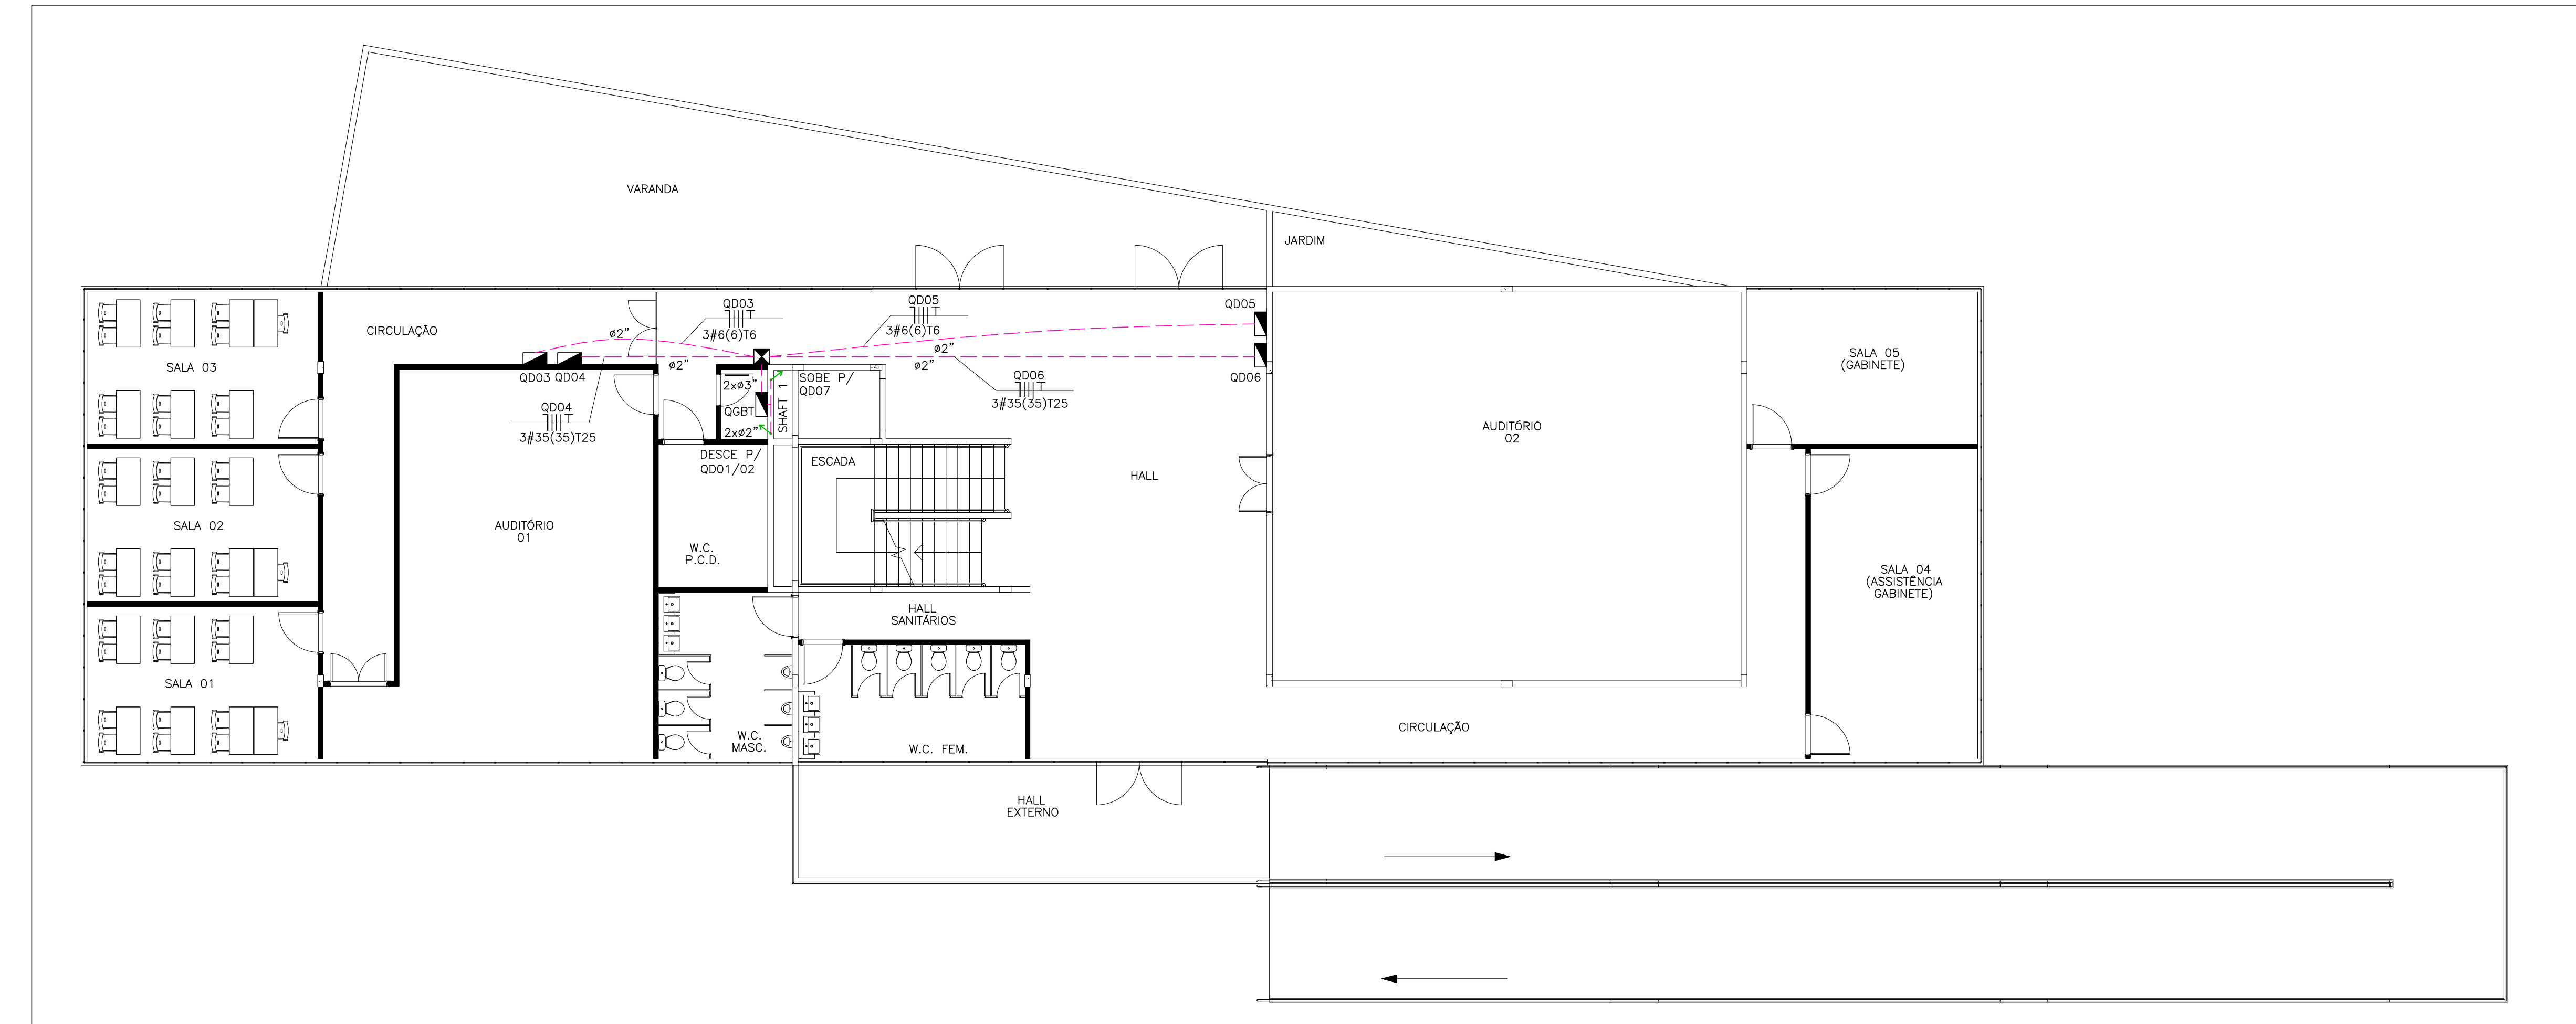 VARANDA
JARDIM
QD03
3#6(6)T6
QD05
3#6(6)T6
QD05
CIRCULAÇÃO
ø2"
ø2"
ø2"
ø2"
SALA 03
QD03
QD04
2xø3"
SHAFT 1
SOBE P/
QD07
QD06
3#35(35)T25
QD06
SALA 05
(GABINETE)
QD04
3#35(35)T25
QGBT
2xø2"
DESCE P/
QD01/02
ESCADA
HALL
AUDITÓRIO
02
SALA 02
AUDITÓRIO
01
W.C.
P.C.D.
SALA 04
(ASSISTÊNCIA
GABINETE)
HALL
SANITÁRIOS
SALA 01
W.C.
MASC.
W.C. FEM.
CIRCULAÇÃO
HALL
EXTERNO